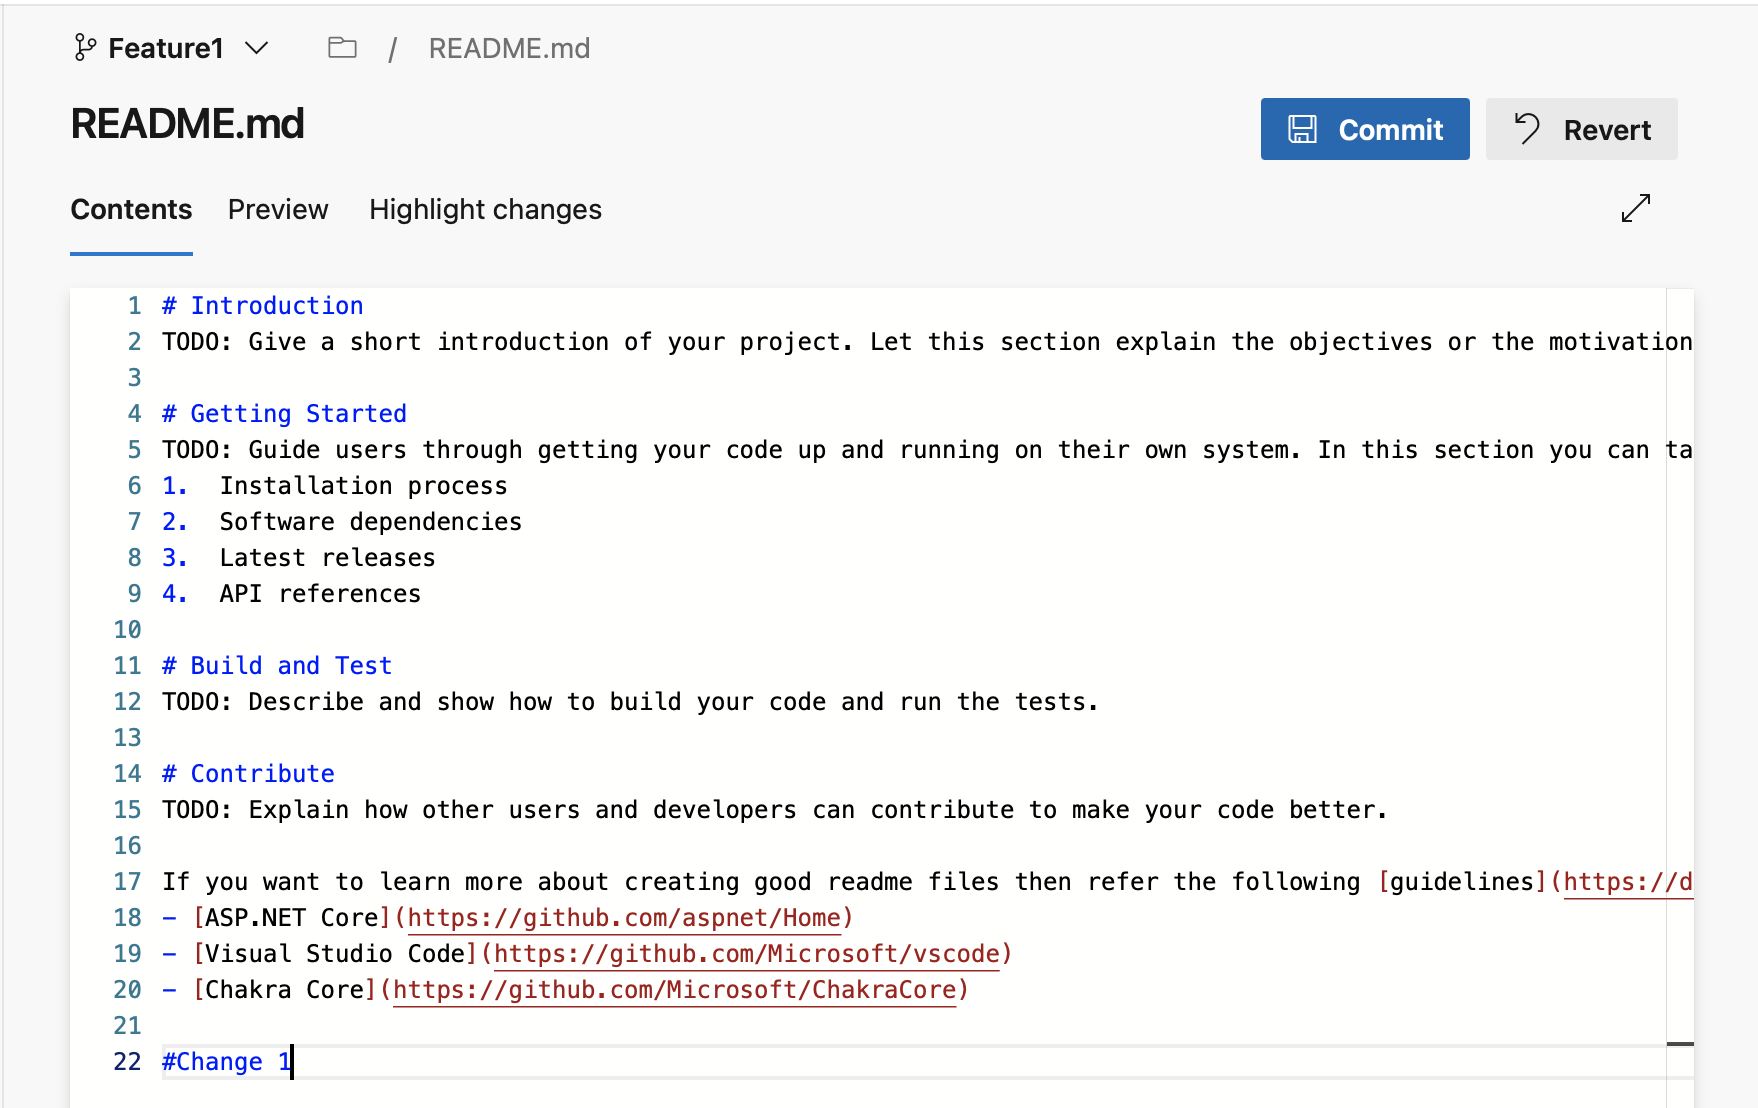 Feature1 / README.md
README.md
Commit Revert
Contents Preview Highlight changes
1 # Introduction
2 TODO: Give a short introduction of your project. Let this section explain the objectives or the motivation
3
4 # Getting Started
5 TODO: Guide users through getting your code up and running on their own system. In this section you can ta
6 1.  Installation process
7 2.  Software dependencies
8 3.  Latest releases
9 4.  API references
10
11 # Build and Test
12 TODO: Describe and show how to build your code and run the tests.
13
14 # Contribute
15 TODO: Explain how other users and developers can contribute to make your code better.
16
17 If you want to learn more about creating good readme files then refer the following [guidelines](https://d
18 - [ASP.NET Core](https://github.com/aspnet/Home)
19 - [Visual Studio Code](https://github.com/Microsoft/vscode)
20 - [Chakra Core](https://github.com/Microsoft/ChakraCore)
21
22 #Change 1